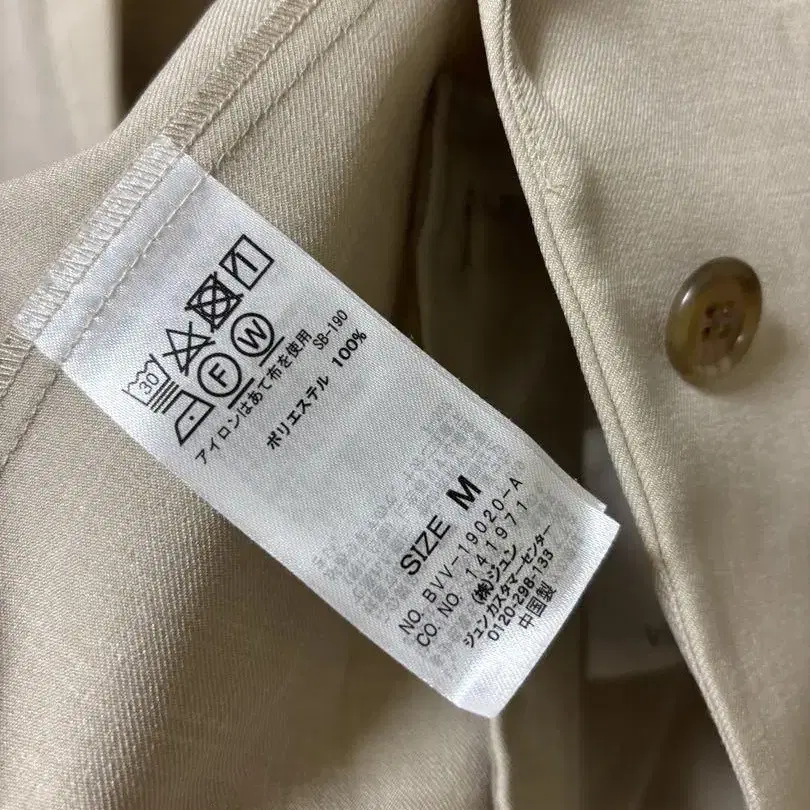 30
F
W
アイロンはあて布を使用 SB-190
ポリエステル 100%
SIZE M
NO. BVV-19020-A
CO. NO. 141971
(株)ジュン
ジュンカスタマーセンター
0120-298-133
中国製